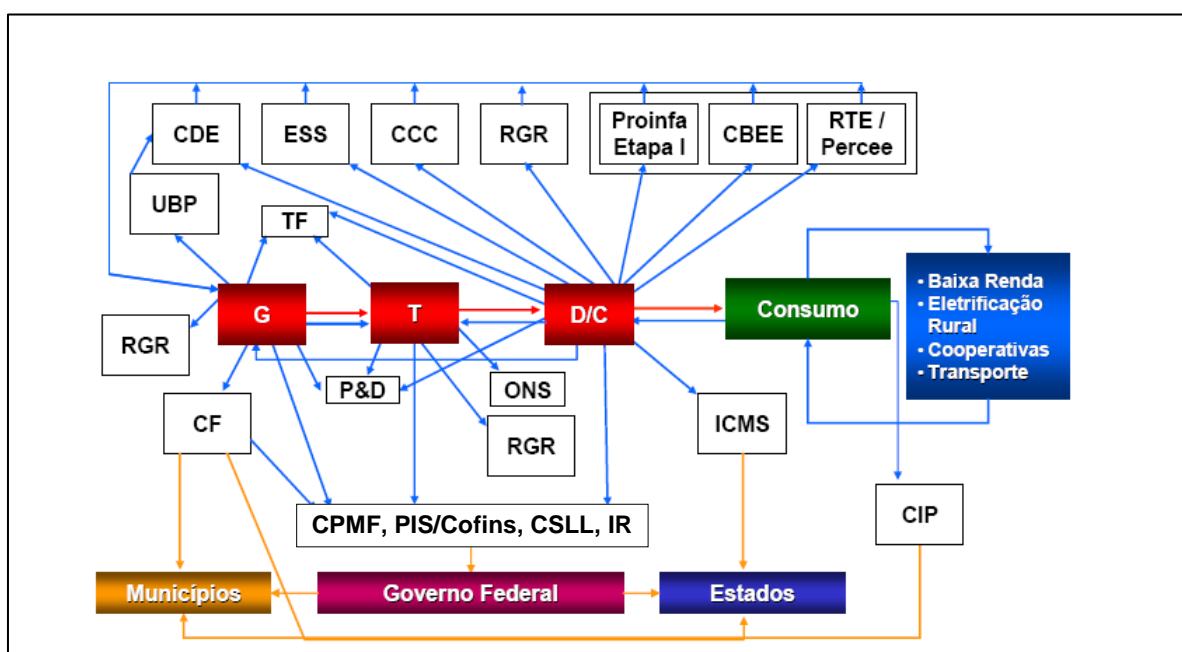 CDE
ESS
CCC
RGR
Proinfa
Etapa I
CBEE
RTE /
Percee
UBP
TF
G
T
D/C
Consumo
• Baixa Renda
• Eletrificação
Rural
• Cooperativas
• Transporte
RGR
P&D
ONS
CF
RGR
ICMS
CIP
CPMF, PIS/Cofins, CSLL, IR
Municípios
Governo Federal
Estados